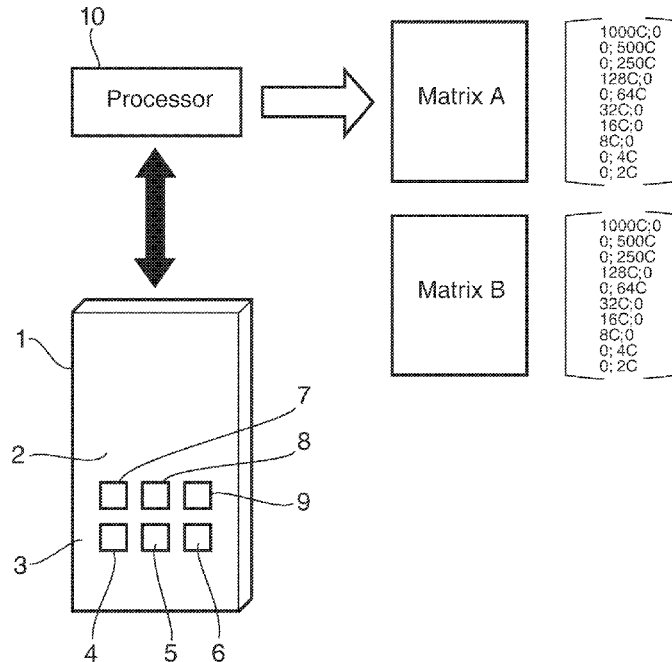 10
Processor
Matrix A
1000C;0
0; 500C
0; 250C
128C;0
0; 64C
32C;0
16C;0
8C;0
0; 4C
0; 2C
Matrix B
1000C;0
0; 500C
0; 250C
128C;0
0; 64C
32C;0
16C;0
8C;0
0; 4C
0; 2C
1
7
2
8
9
3
4
5
6